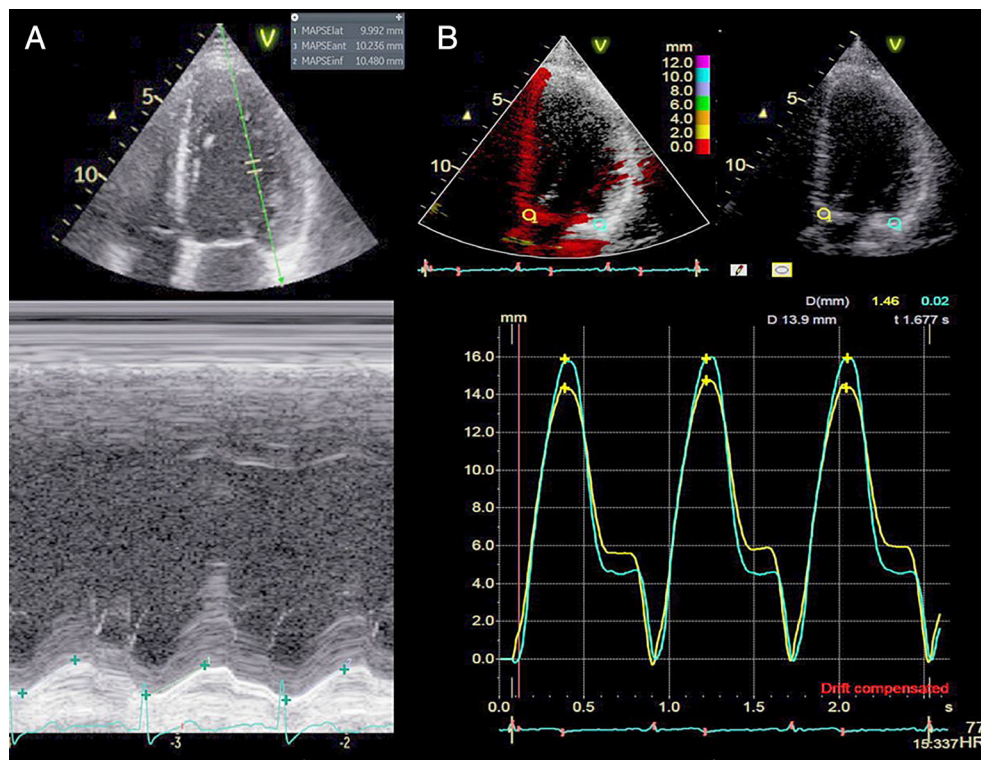 A
1 MAPSElat 9.992 mm
3 MAPSEant 10.236 mm
2 MAPSEinf 10.480 mm
V
5
10
-3
-2
B
V
5
10
mm
12.0
10.0
8.0
6.0
4.0
2.0
0.0
V
5
10
D(mm) 1.46 0.02
D 13.9 mm t 1.677 s
mm
16.0
14.0
12.0
10.0
8.0
6.0
4.0
2.0
0.0
Drift compensated
0.0 0.5 1.0 1.5 2.0 s
77
15:337HR